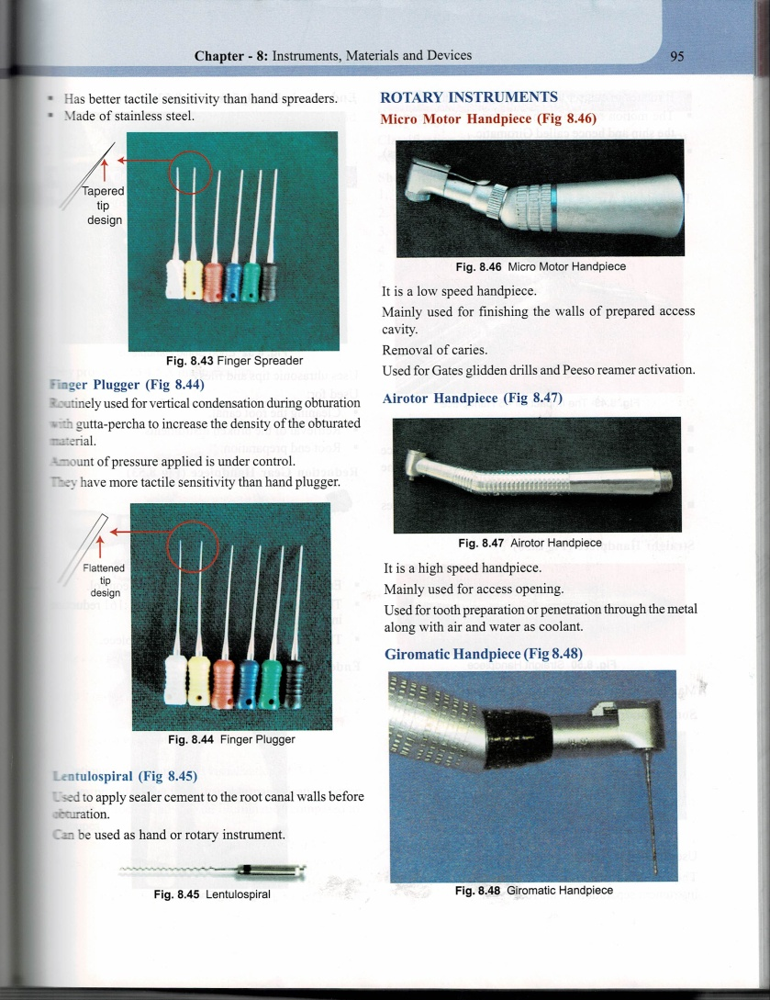 Chapter - 8: Instruments, Materials and Devices
95
▪ Has better tactile sensitivity than hand spreaders.
▪ Made of stainless steel.
Tapered
tip
design
Fig. 8.43 Finger Spreader
Finger Plugger (Fig 8.44)
Routinely used for vertical condensation during obturation
with gutta-percha to increase the density of the obturated
material.
Amount of pressure applied is under control.
They have more tactile sensitivity than hand plugger.
Flattened
tip
design
Fig. 8.44 Finger Plugger
Lentulospiral (Fig 8.45)
Used to apply sealer cement to the root canal walls before
obturation.
Can be used as hand or rotary instrument.
Fig. 8.45 Lentulospiral
ROTARY INSTRUMENTS
Micro Motor Handpiece (Fig 8.46)
Fig. 8.46 Micro Motor Handpiece
It is a low speed handpiece.
Mainly used for finishing the walls of prepared access
cavity.
Removal of caries.
Used for Gates glidden drills and Peeso reamer activation.
Airotor Handpiece (Fig 8.47)
Fig. 8.47 Airotor Handpiece
It is a high speed handpiece.
Mainly used for access opening.
Used for tooth preparation or penetration through the metal
along with air and water as coolant.
Giromatic Handpiece (Fig 8.48)
Fig. 8.48 Giromatic Handpiece